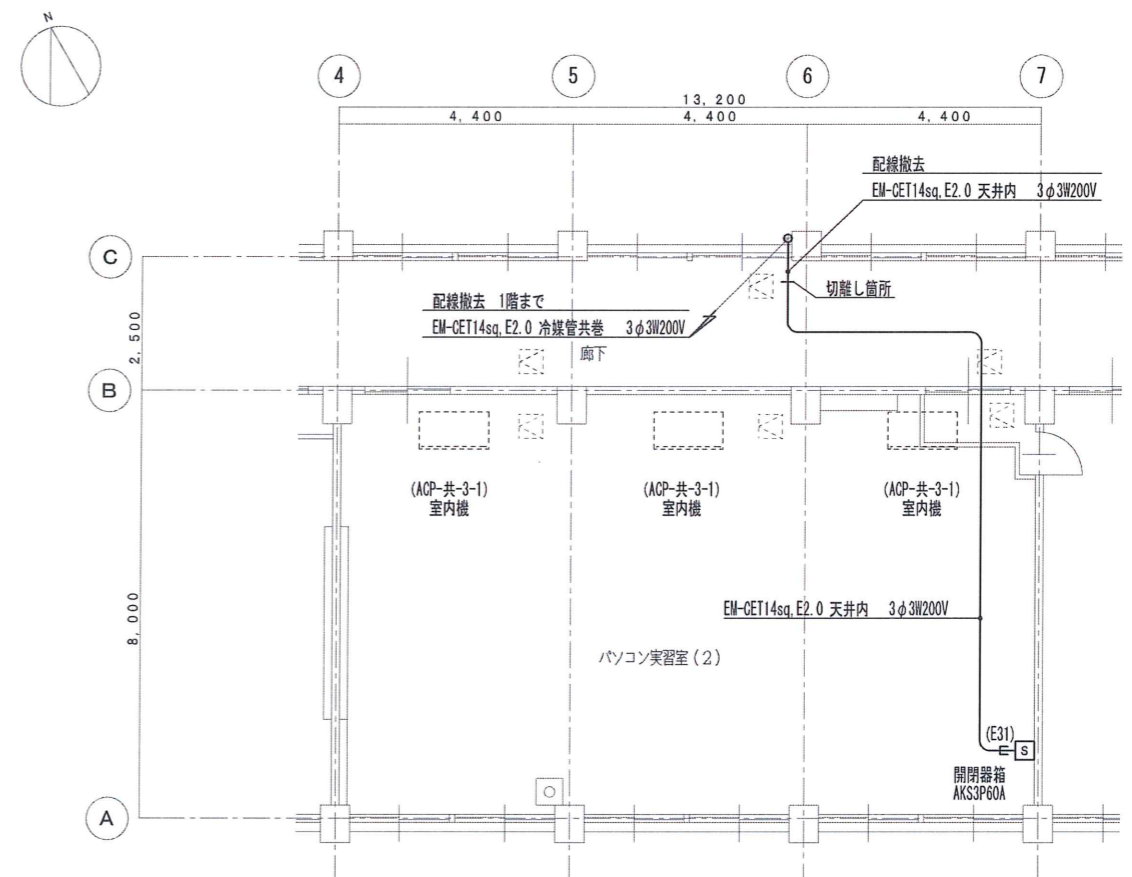 N
4
5
6
7
13,200
4,400
4,400
4,400
配線撤去
EM-CET14sq,E2.0 天井内 3φ3W200V
C
切離し箇所
配線撤去 1階まで
EM-CET14sq,E2.0 冷媒管共巻 3φ3W200V
廊下
2,500
B
(ACP-共-3-1)
室内機
(ACP-共-3-1)
室内機
(ACP-共-3-1)
室内機
8,000
EM-CET14sq,E2.0 天井内 3φ3W200V
パソコン実習室(2)
(E31)
S
開閉器箱
AKS3P60A
A